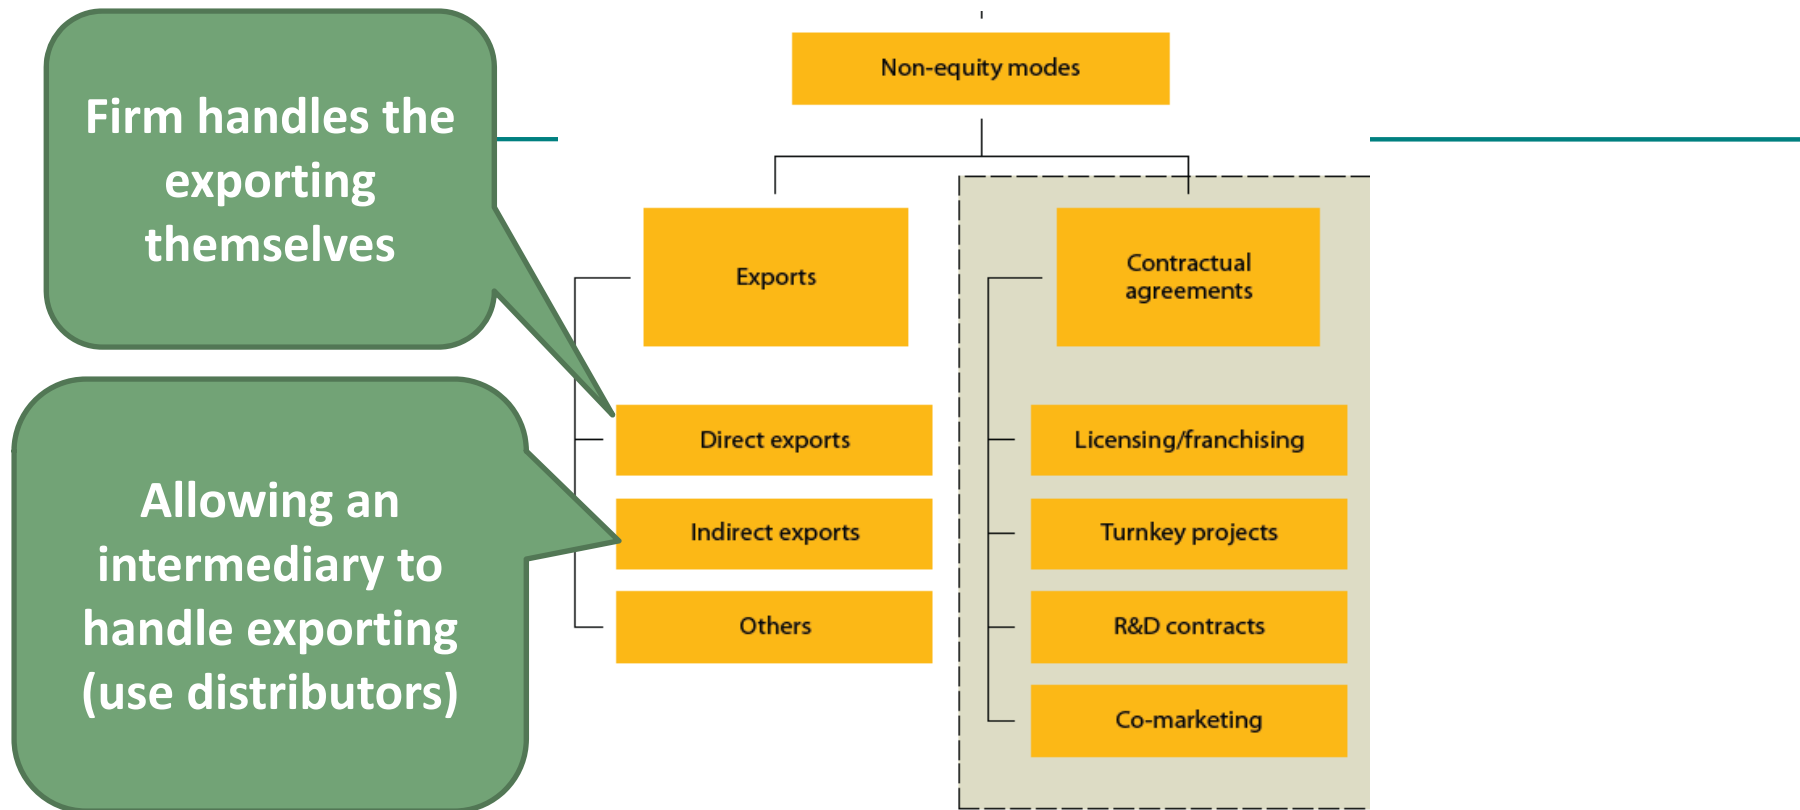 Firm handles the
exporting
themselves
Allowing an
intermediary to
handle exporting
(use distributors)
Non-equity modes
Exports
Direct exports
Indirect exports
Others
Contractual
agreements
Licensing/franchising
Turnkey projects
R&D contracts
Co-marketing